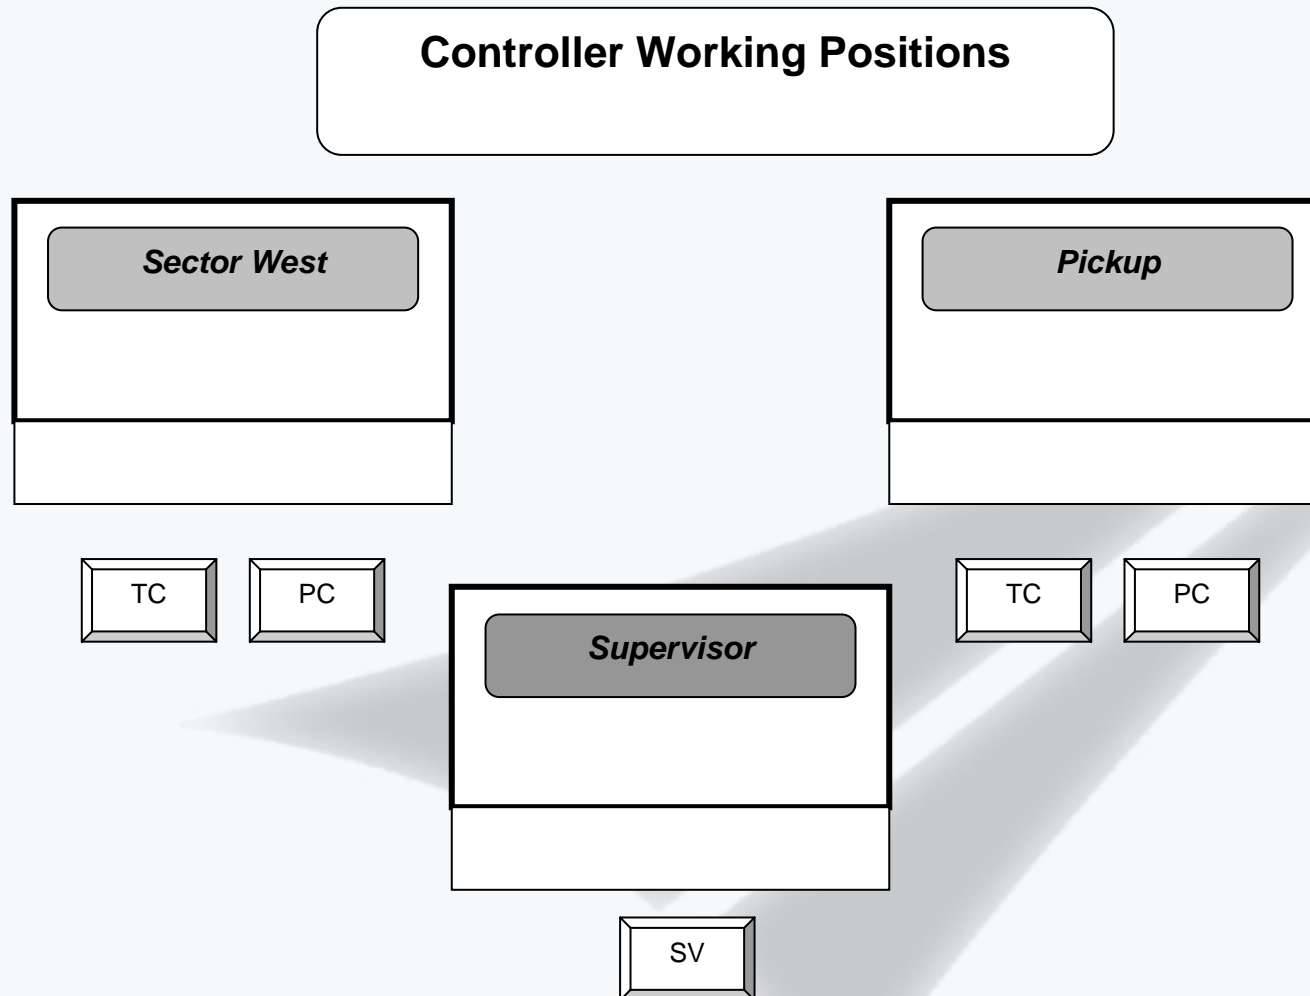 Controller Working Positions
Sector West
Pickup
TC
PC
TC
PC
Supervisor
SV